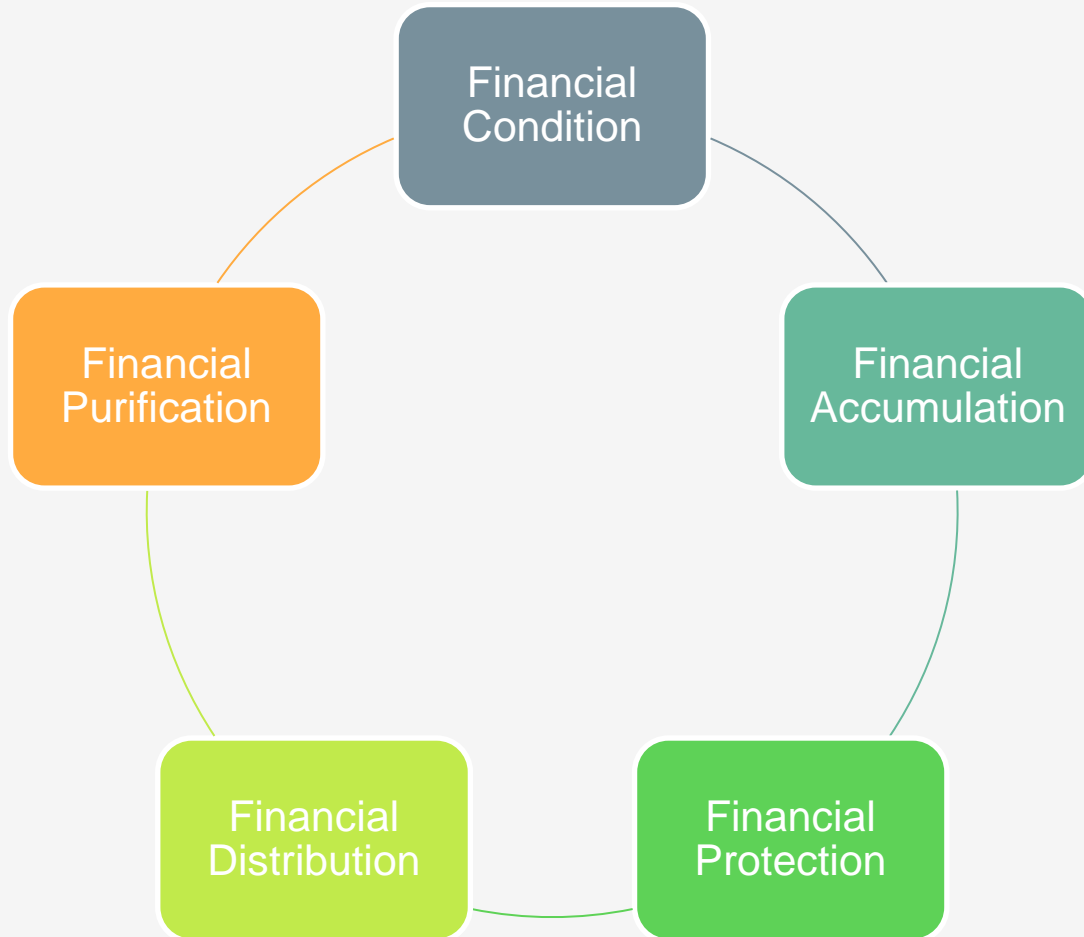 Financial
Condition
Financial
Accumulation
Financial
Protection
Financial
Distribution
Financial
Purification